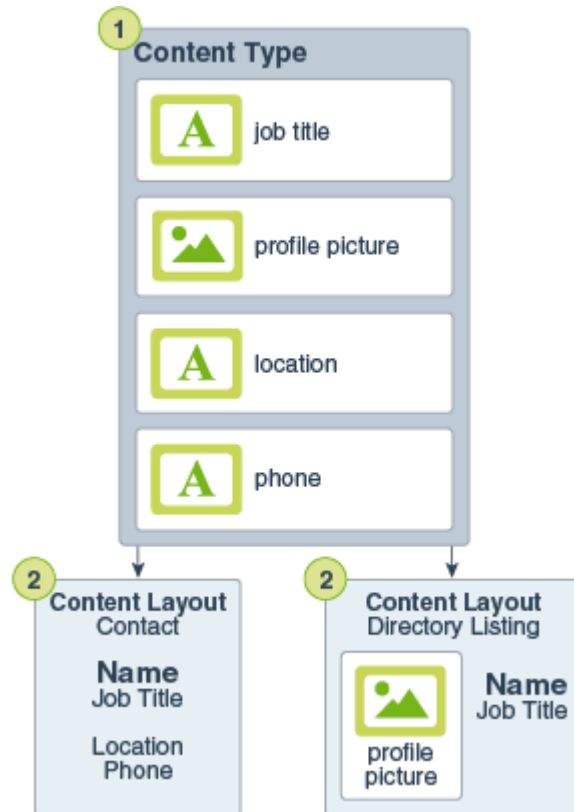 1
Content Type
A
job title
profile picture
A
location
A
phone
2
Content Layout
Contact
Name
Job Title
Location
Phone
2
Content Layout
Directory Listing
profile
picture
Name
Job Title